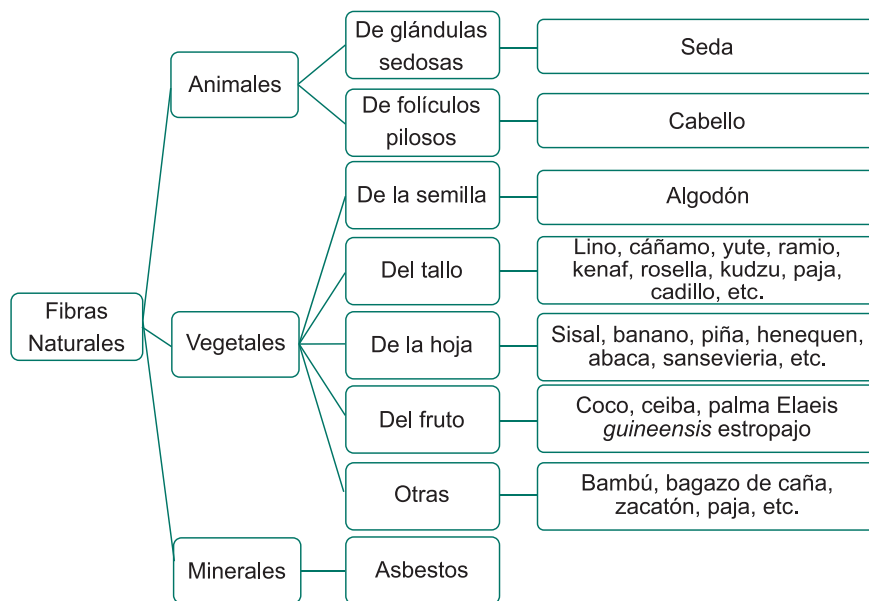 Fibras
Naturales
Animales
De glándulas
sedosas
Seda
De folículos
pilosos
Cabello
Vegetales
De la semilla
Algodón
Del tallo
Lino, cáñamo, yute, ramio,
kenaf, rosella, kudzu, paja,
cadillo, etc.
De la hoja
Sisal, banano, piña, henequen,
abaca, sansevieria, etc.
Del fruto
Coco, ceiba, palma Elaeis
guineensis estropajo
Otras
Bambú, bagazo de caña,
zacatón, paja, etc.
Minerales
Asbestos